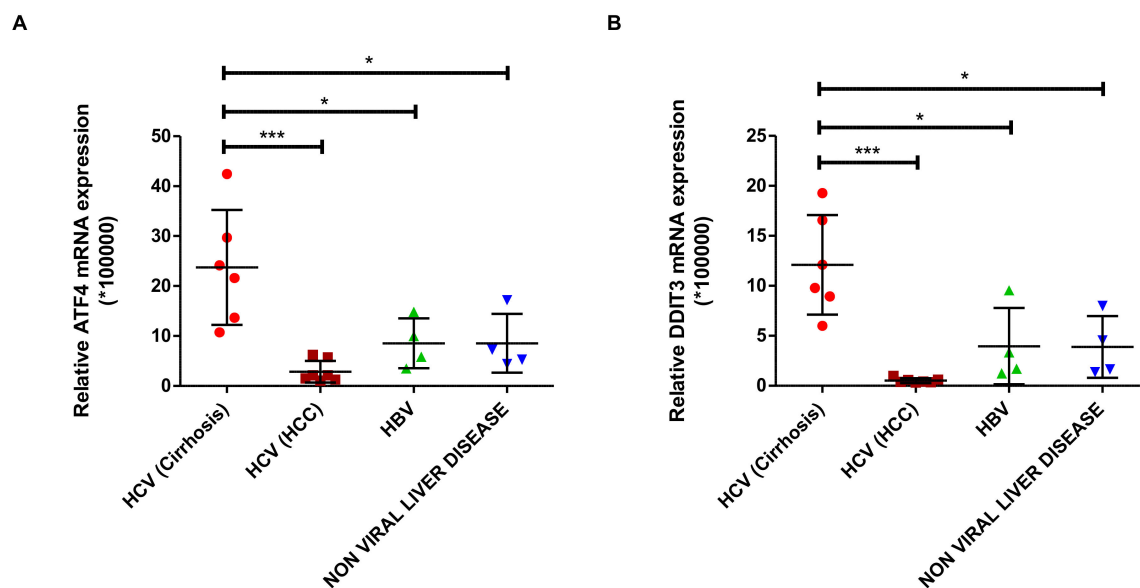 A
B
*
*
***
Relative ATF4 mRNA expression
(*100000)
50
40
30
20
10
0
HCV (Cirrhosis)
HCV (HCC)
HBV
NON VIRAL LIVER DISEASE
*
*
***
Relative DDIT3 mRNA expression
(*100000)
25
20
15
10
5
0
HCV (Cirrhosis)
HCV (HCC)
HBV
NON VIRAL LIVER DISEASE